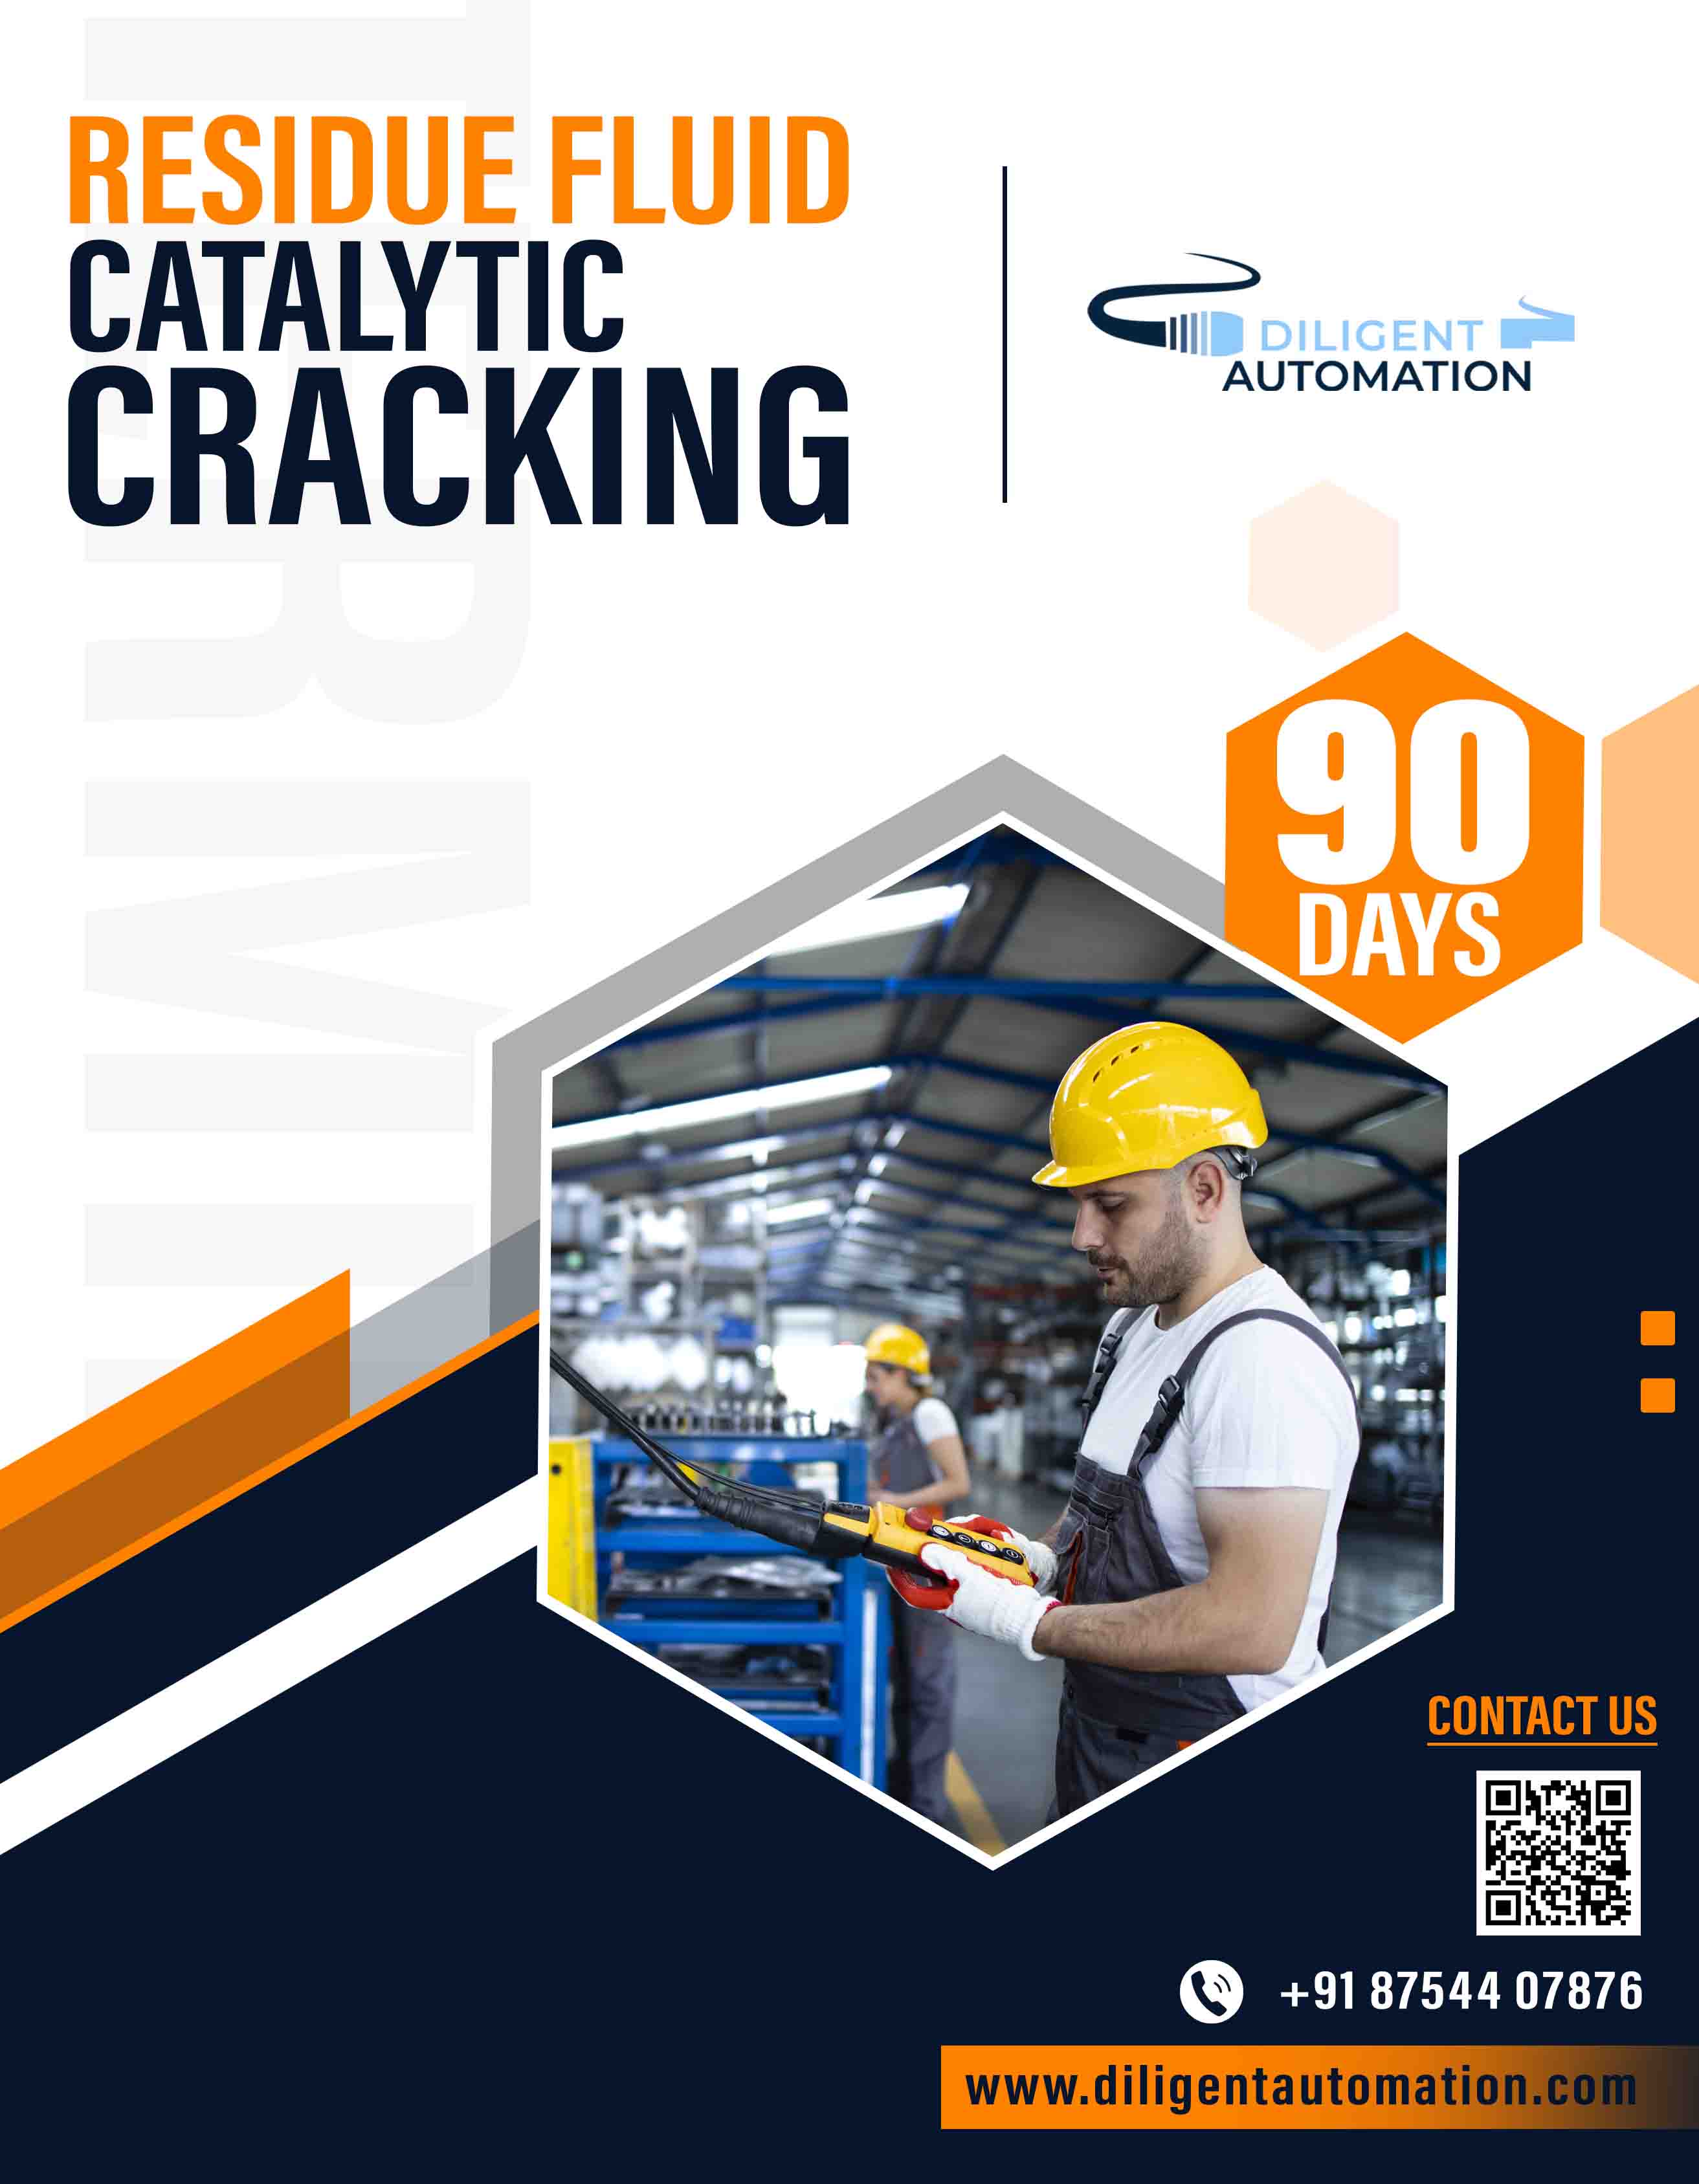 RESIDUE FLUID
CATALYTIC
CRACKING
DILIGENT
AUTOMATION
90
DAYS
CONTACT US
+91 87544 07876
www.diligentautomation.com